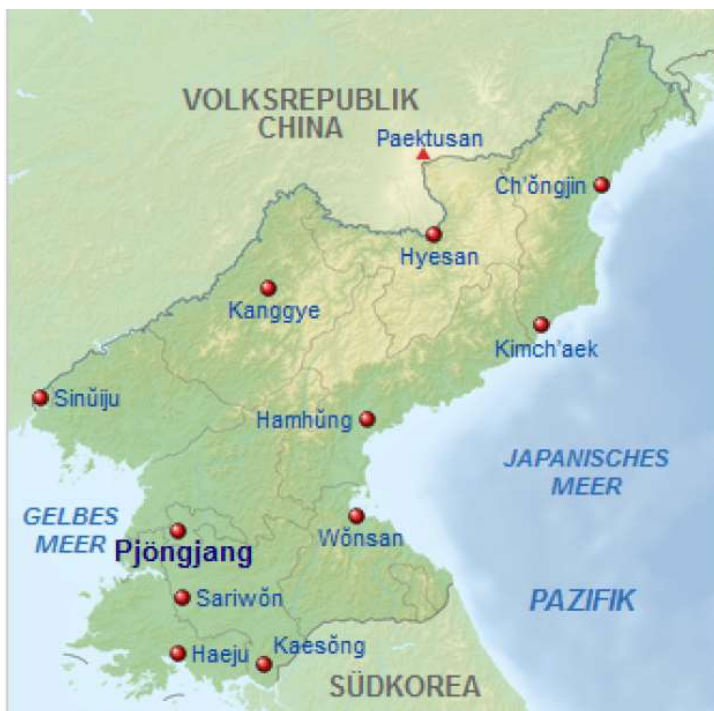 VOLKSREPUBLIK
CHINA
Paektusan
Ch'ŏngjin
Hyesan
Kanggye
Kimch'aek
Sinŭiju
Hamhŭng
JAPANISCHES
MEER
GELBES
MEER
Pjöngjang
Wŏnsan
Sariwŏn
PAZIFIK
Haeju
Kaesŏng
SÜDKOREA